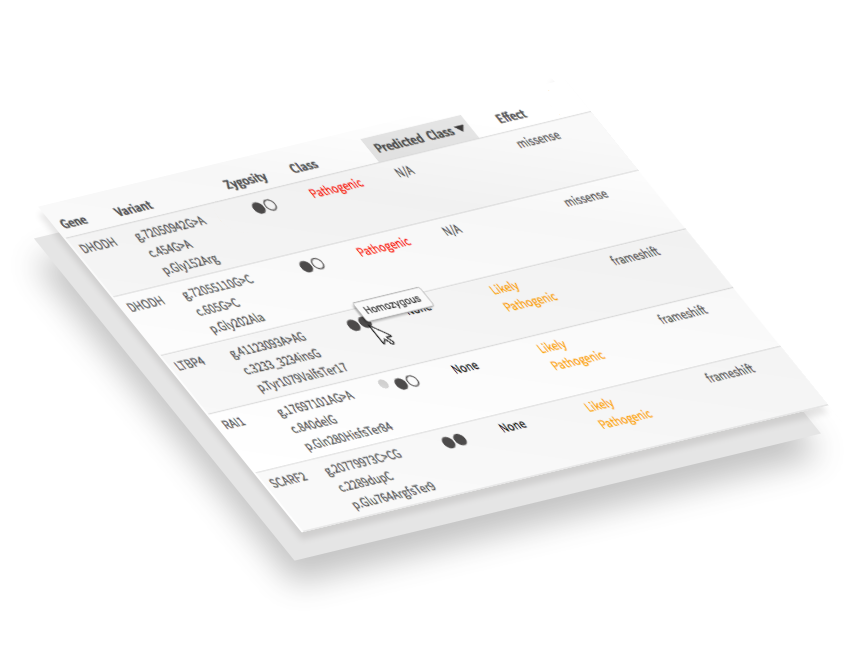 Gene Variant Zygosity Class Predicted Class ▼ Effect
DHODH g.72050942G>A Pathogenic N/A missense
c.454G>A
p.Gly152Arg
DHODH g.72055110G>C Pathogenic N/A missense
c.605G>C
p.Gly202Ala
LTBP4 g.41123093A>AG None Likely frameshift
c.3233_3234insG Pathogenic
p.Tyr1079ValfsTer17
Homozygous
RAI1 g.17697101AG>A None Likely frameshift
c.840delG Pathogenic
p.Gln280HisfsTer84
SCARF2 g.20779973C>CG None Likely frameshift
c.2289dupC Pathogenic
p.Glu764ArgfsTer9